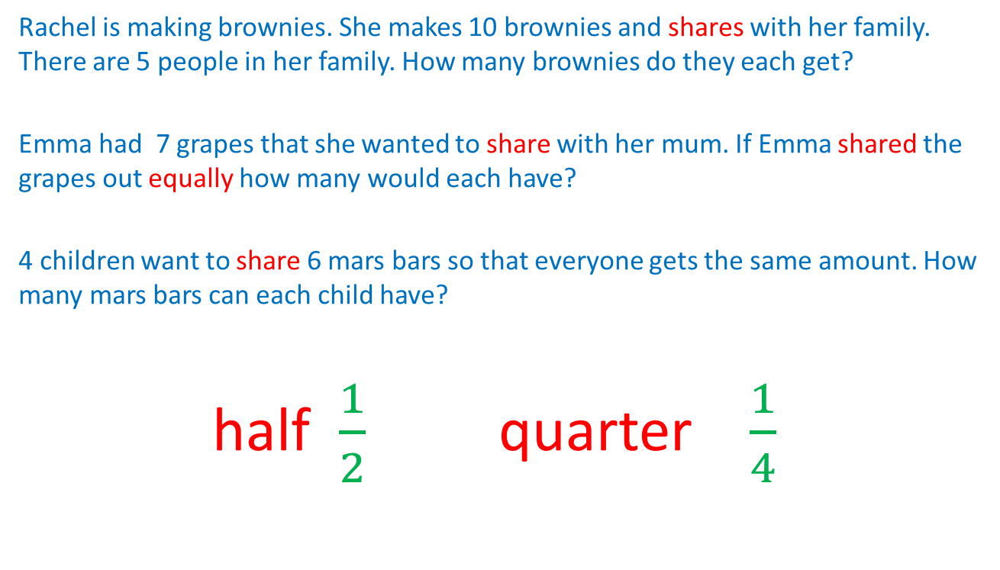 Rachel is making brownies. She makes 10 brownies and shares with her family.
There are 5 people in her family. How many brownies do they each get?
Emma had  7 grapes that she wanted to share with her mum. If Emma shared the
grapes out equally how many would each have?
4 children want to share 6 mars bars so that everyone gets the same amount. How
many mars bars can each child have?
half 1/2 quarter 1/4